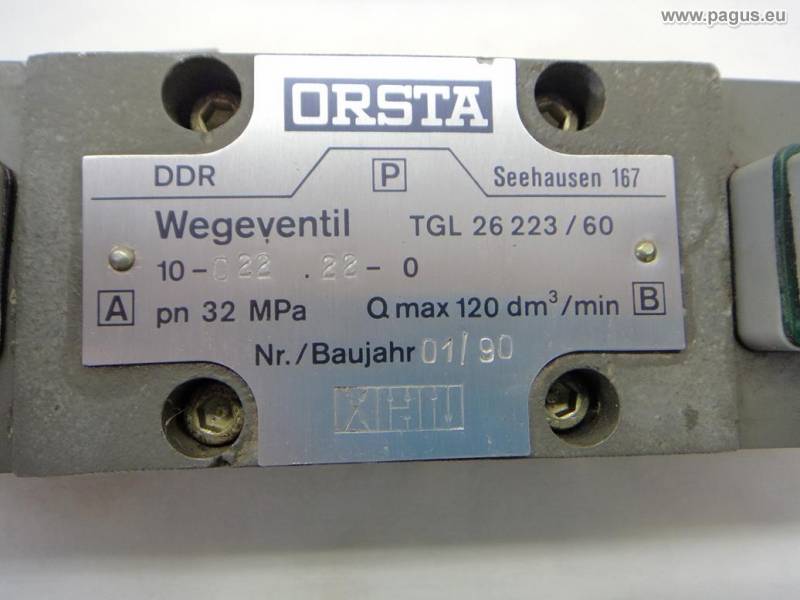 www.pagus.eu
ORSTA
DDR P Seehausen 167
Wegeventil TGL 26 223 / 60
10-C22 .22-0
A pn 32 MPa Q max 120 dm³/min B
Nr./Baujahr 01/90